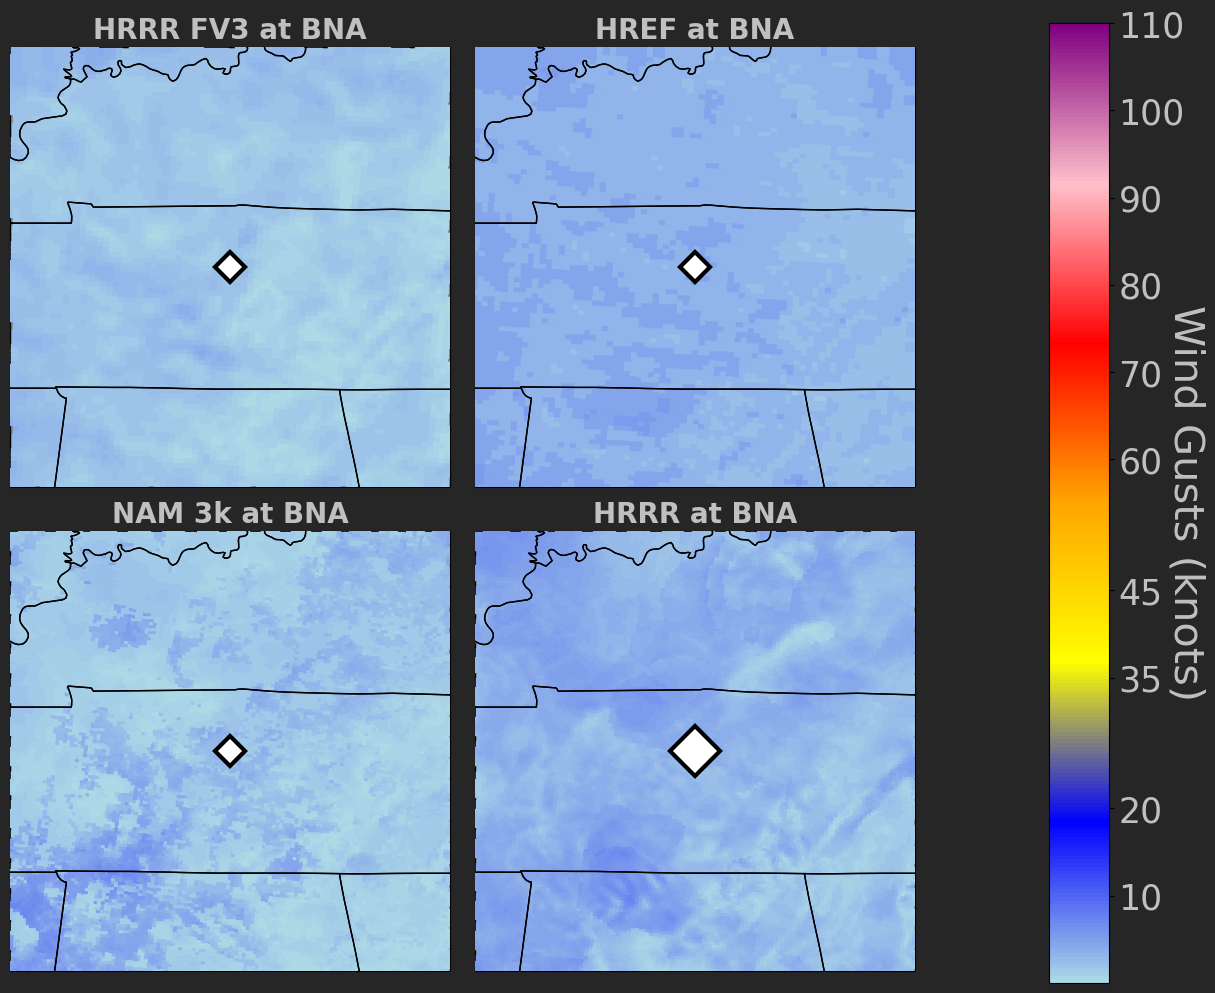 HRRR FV3 at BNA
HREF at BNA
NAM 3k at BNA
HRRR at BNA
110
100
90
80
70
60
45
35
20
10
Wind Gusts (knots)